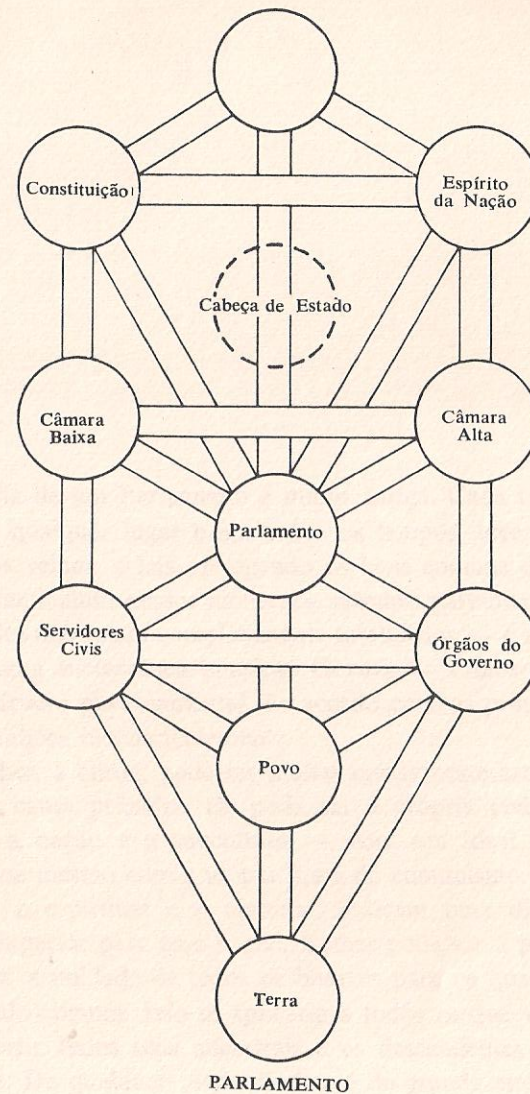 Constituição
Espírito
da Nação
Cabeça de Estado
Câmara
Baixa
Câmara
Alta
Parlamento
Servidores
Civis
Órgãos do
Governo
Povo
Terra
PARLAMENTO